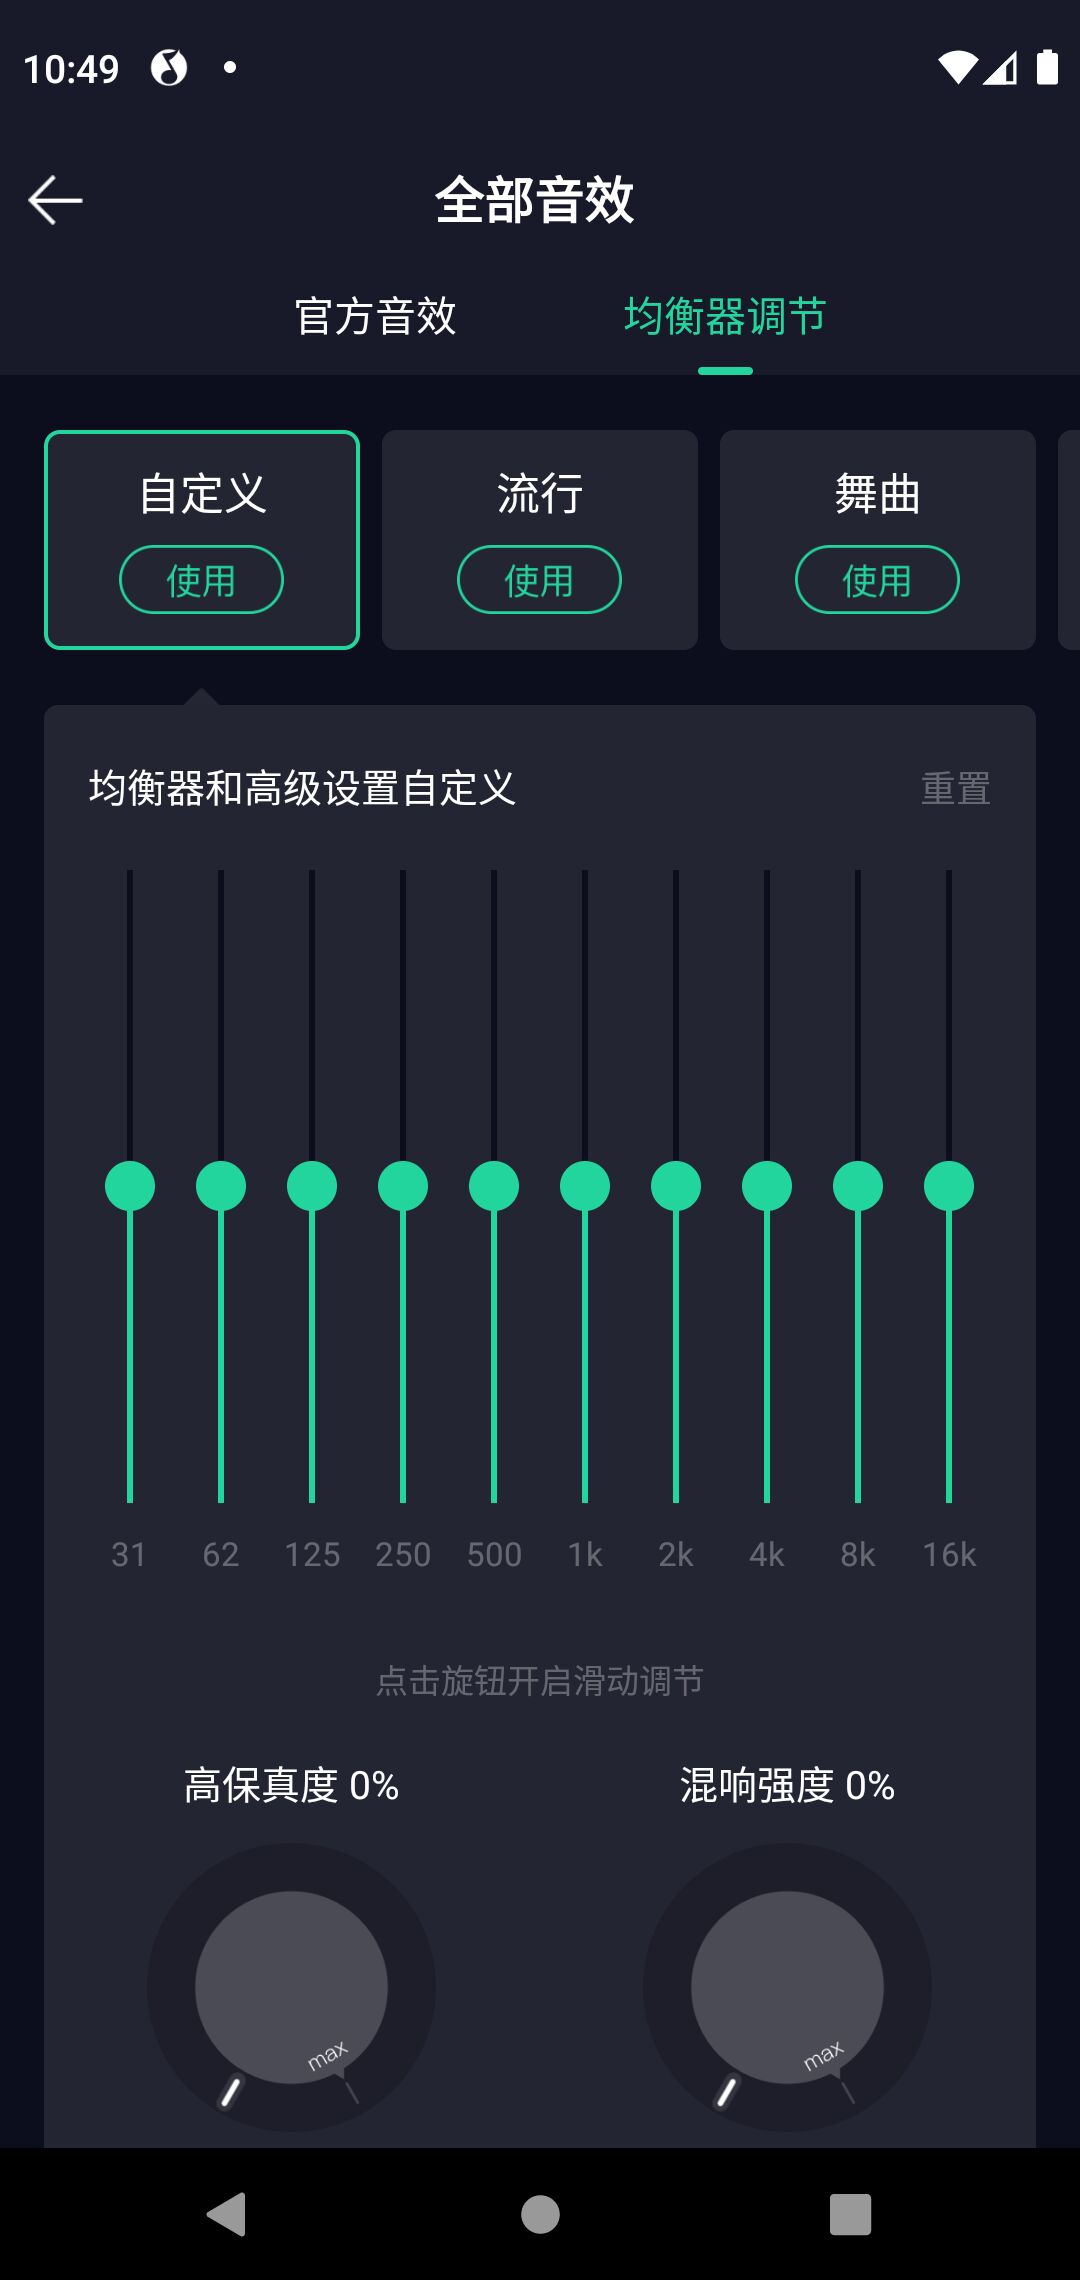 10:49
全部音效
官方音效 均衡器调节
自定义 流行 舞曲
使用 使用 使用
均衡器和高级设置自定义 重置
31 62 125 250 500 1k 2k 4k 8k 16k
点击旋钮开启滑动调节
高保真度 0% 混响强度 0%
max max